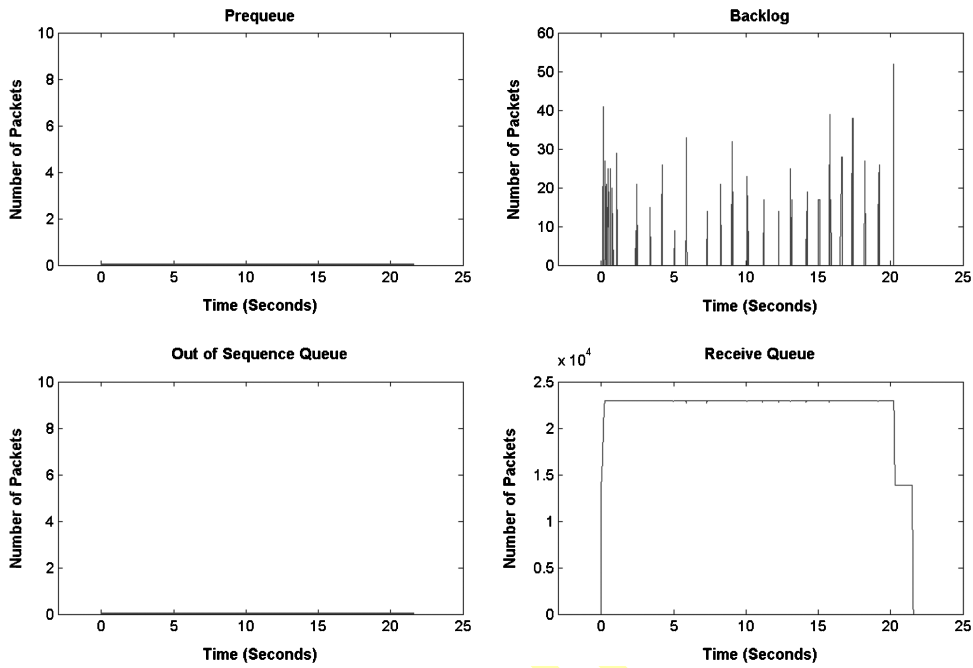 Prequeue
10
8
6
4
2
0
Number of Packets
0 5 10 15 20 25
Time (Seconds)
Backlog
60
50
40
30
20
10
0
Number of Packets
0 5 10 15 20 25
Time (Seconds)
Out of Sequence Queue
10
8
6
4
2
0
Number of Packets
0 5 10 15 20 25
Time (Seconds)
Receive Queue
x 10^4
2.5
2
1.5
1
0.5
0
Number of Packets
0 5 10 15 20 25
Time (Seconds)